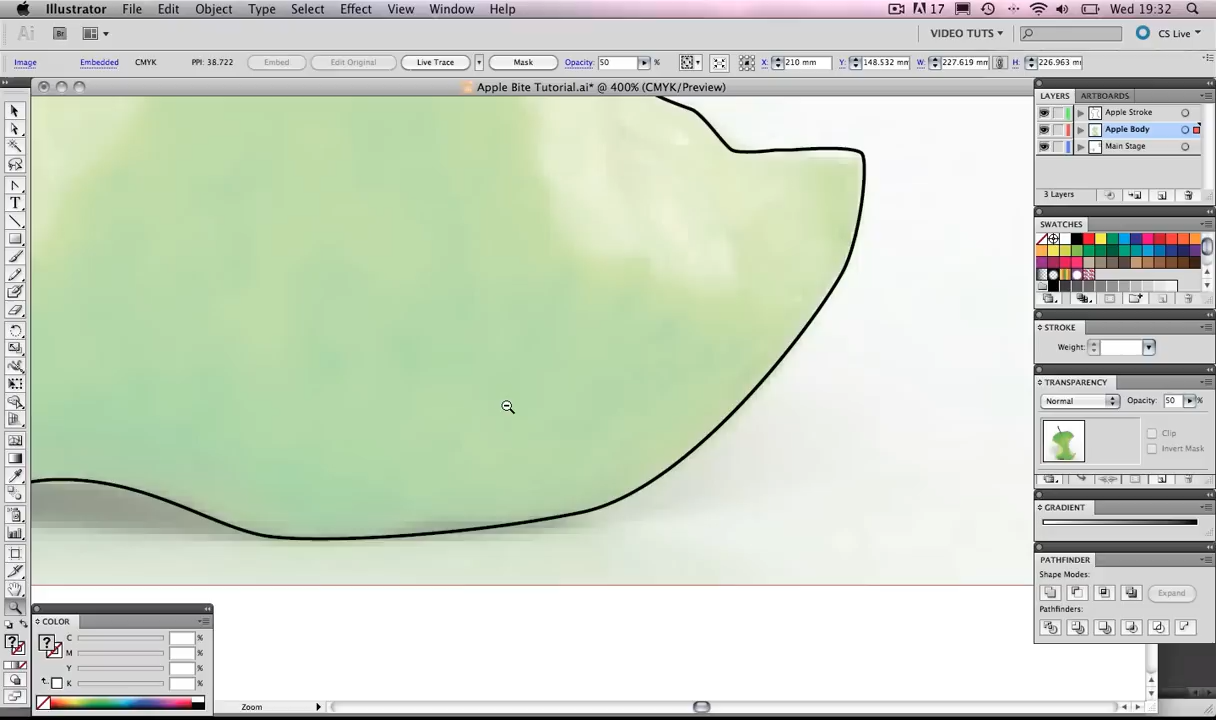 Illustrator File Edit Object Type Select Effect View Window Help 17 Wed 19:32
Ai Br VIDEO TUTS CS Live
Image Embedded CMYK PPI: 38.722 Embed Edit Original Live Trace Mask Opacity: 50 % X: 210 mm Y: 148.532 mm W: 227.619 mm H: 226.963 mm
Apple Bite Tutorial.ai* @ 400% (CMYK/Preview)
LAYERS ARTBOARDS
Apple Stroke
Apple Body
Main Stage
3 Layers
SWATCHES
STROKE
Weight:
TRANSPARENCY
Normal Opacity: 50 %
Clip
Invert Mask
GRADIENT
PATHFINDER
Shape Modes:
Expand
Pathfinders:
COLOR
C %
M %
Y %
K %
Zoom